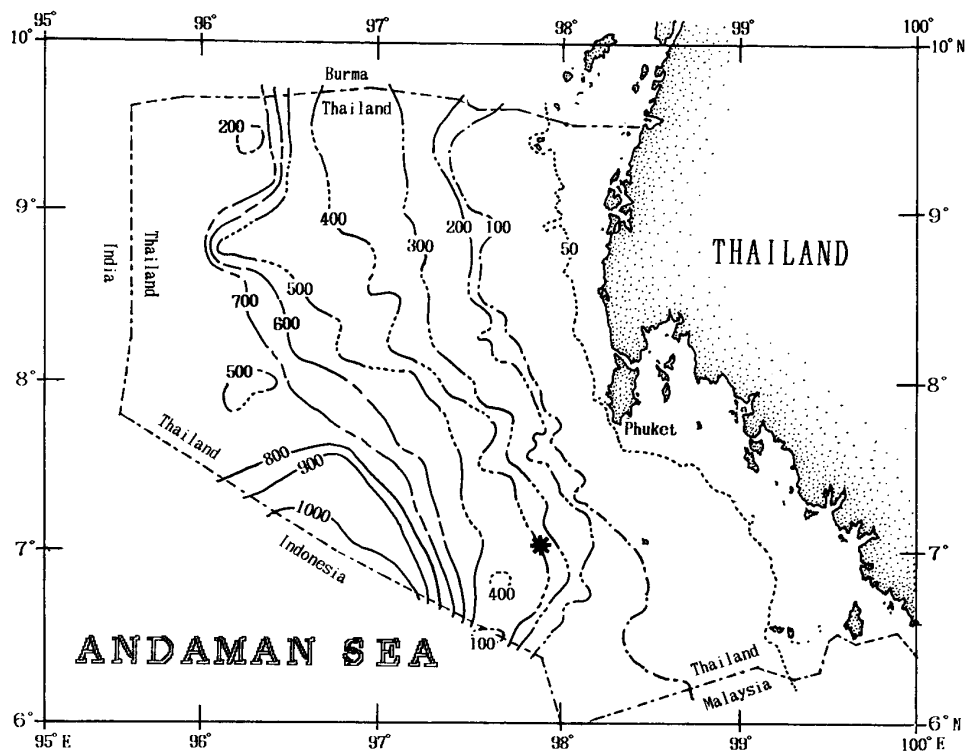 95°
96°
97°
98°
99°
100°
10°
10°N
Burma
Thailand
200
9°
9°
400
300
200
100
50
India
Thailand
THAILAND
700
500
600
500
8°
8°
Phuket
Thailand
800
900
1000
7°
7°
Indonesia
400
100
ANDAMAN SEA
Thailand
Malaysia
6°
6°N
95°E
96°
97°
98°
99°
100°E